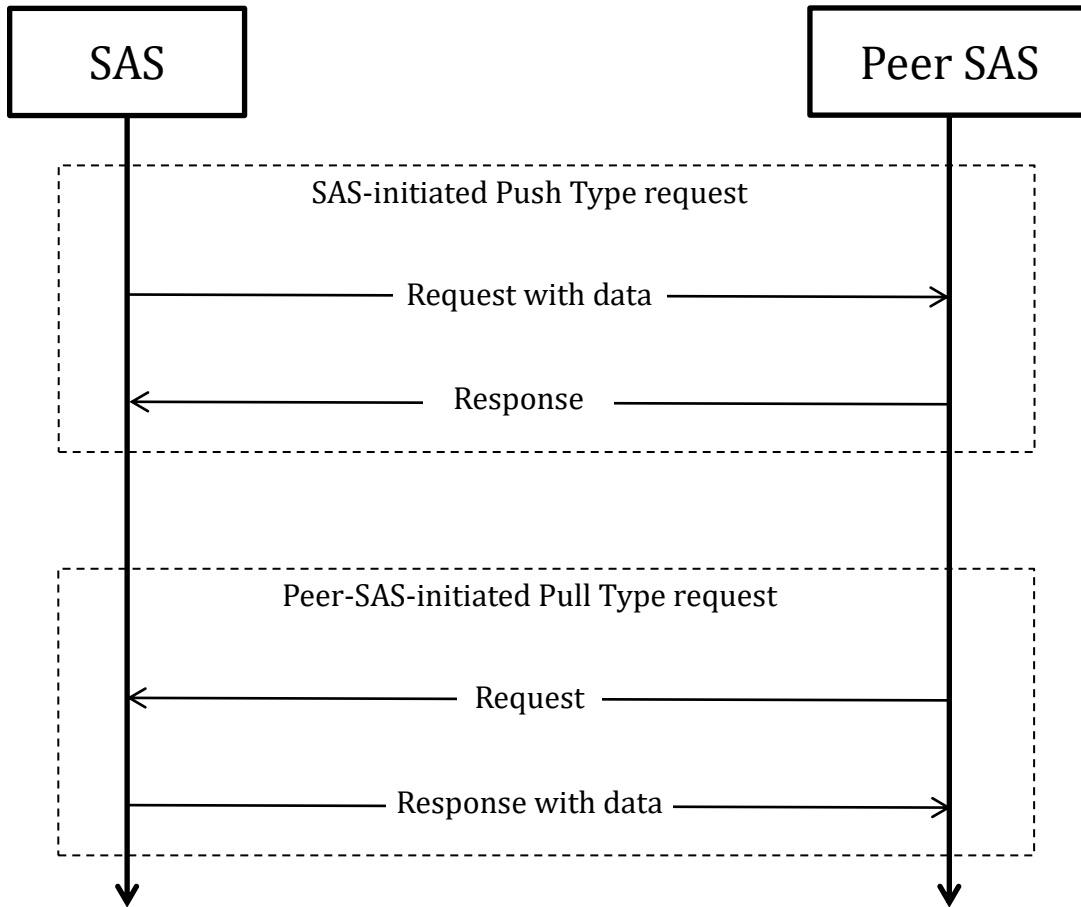 SAS
Peer SAS
SAS-initiated Push Type request
Request with data
Response
Peer-SAS-initiated Pull Type request
Request
Response with data